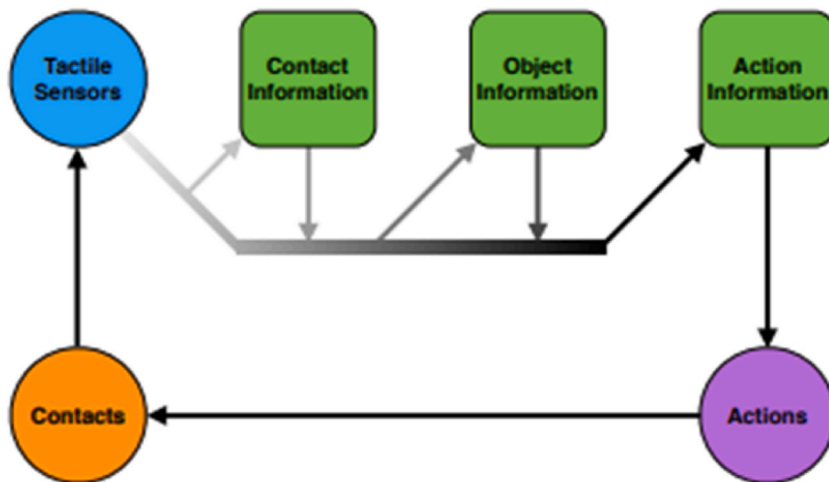 Tactile
Sensors
Contact
Information
Object
Information
Action
Information
Contacts
Actions